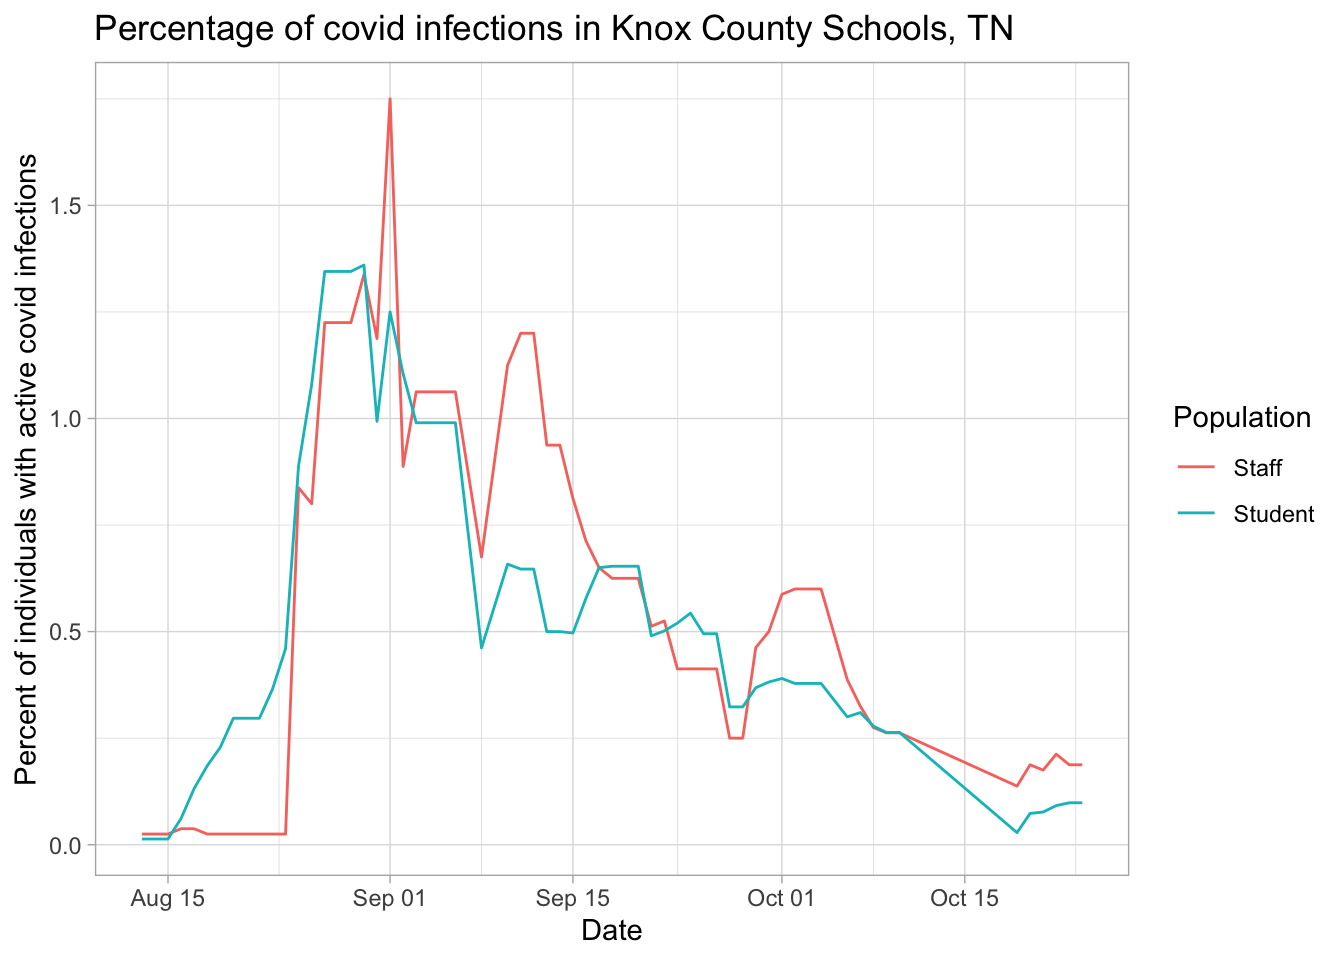 Percentage of covid infections in Knox County Schools, TN
Percent of individuals with active covid infections
1.5
1.0
0.5
0.0
Aug 15
Sep 01
Sep 15
Oct 01
Oct 15
Date
Population
Staff
Student